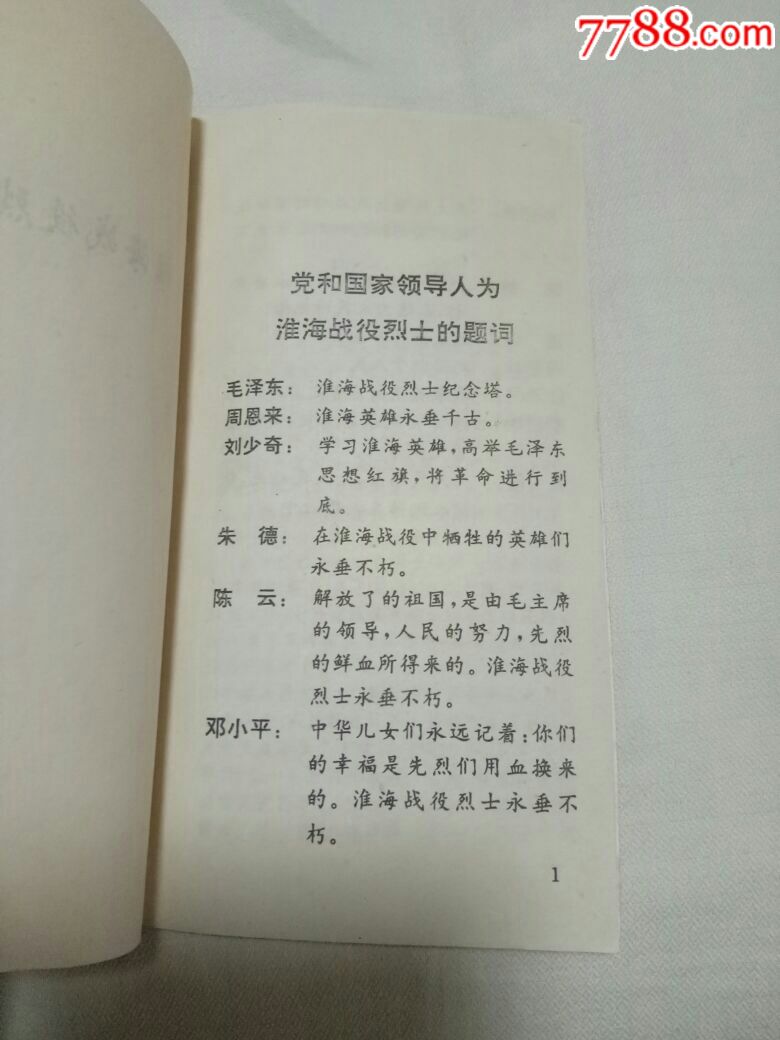 7788.com
党和国家领导人为
淮海战役烈士的题词
毛泽东：淮海战役烈士纪念塔。
周恩来：淮海英雄永垂千古。
刘少奇：学习淮海英雄，高举毛泽东
思想红旗，将革命进行到
底。
朱 德：在淮海战役中牺牲的英雄们
永垂不朽。
陈 云：解放了的祖国，是由毛主席
的领导，人民的努力，先烈
的鲜血所得来的。淮海战役
烈士永垂不朽。
邓小平：中华儿女们永远记着：你们
的幸福是先烈们用血换来
的。淮海战役烈士永垂不
朽。
1